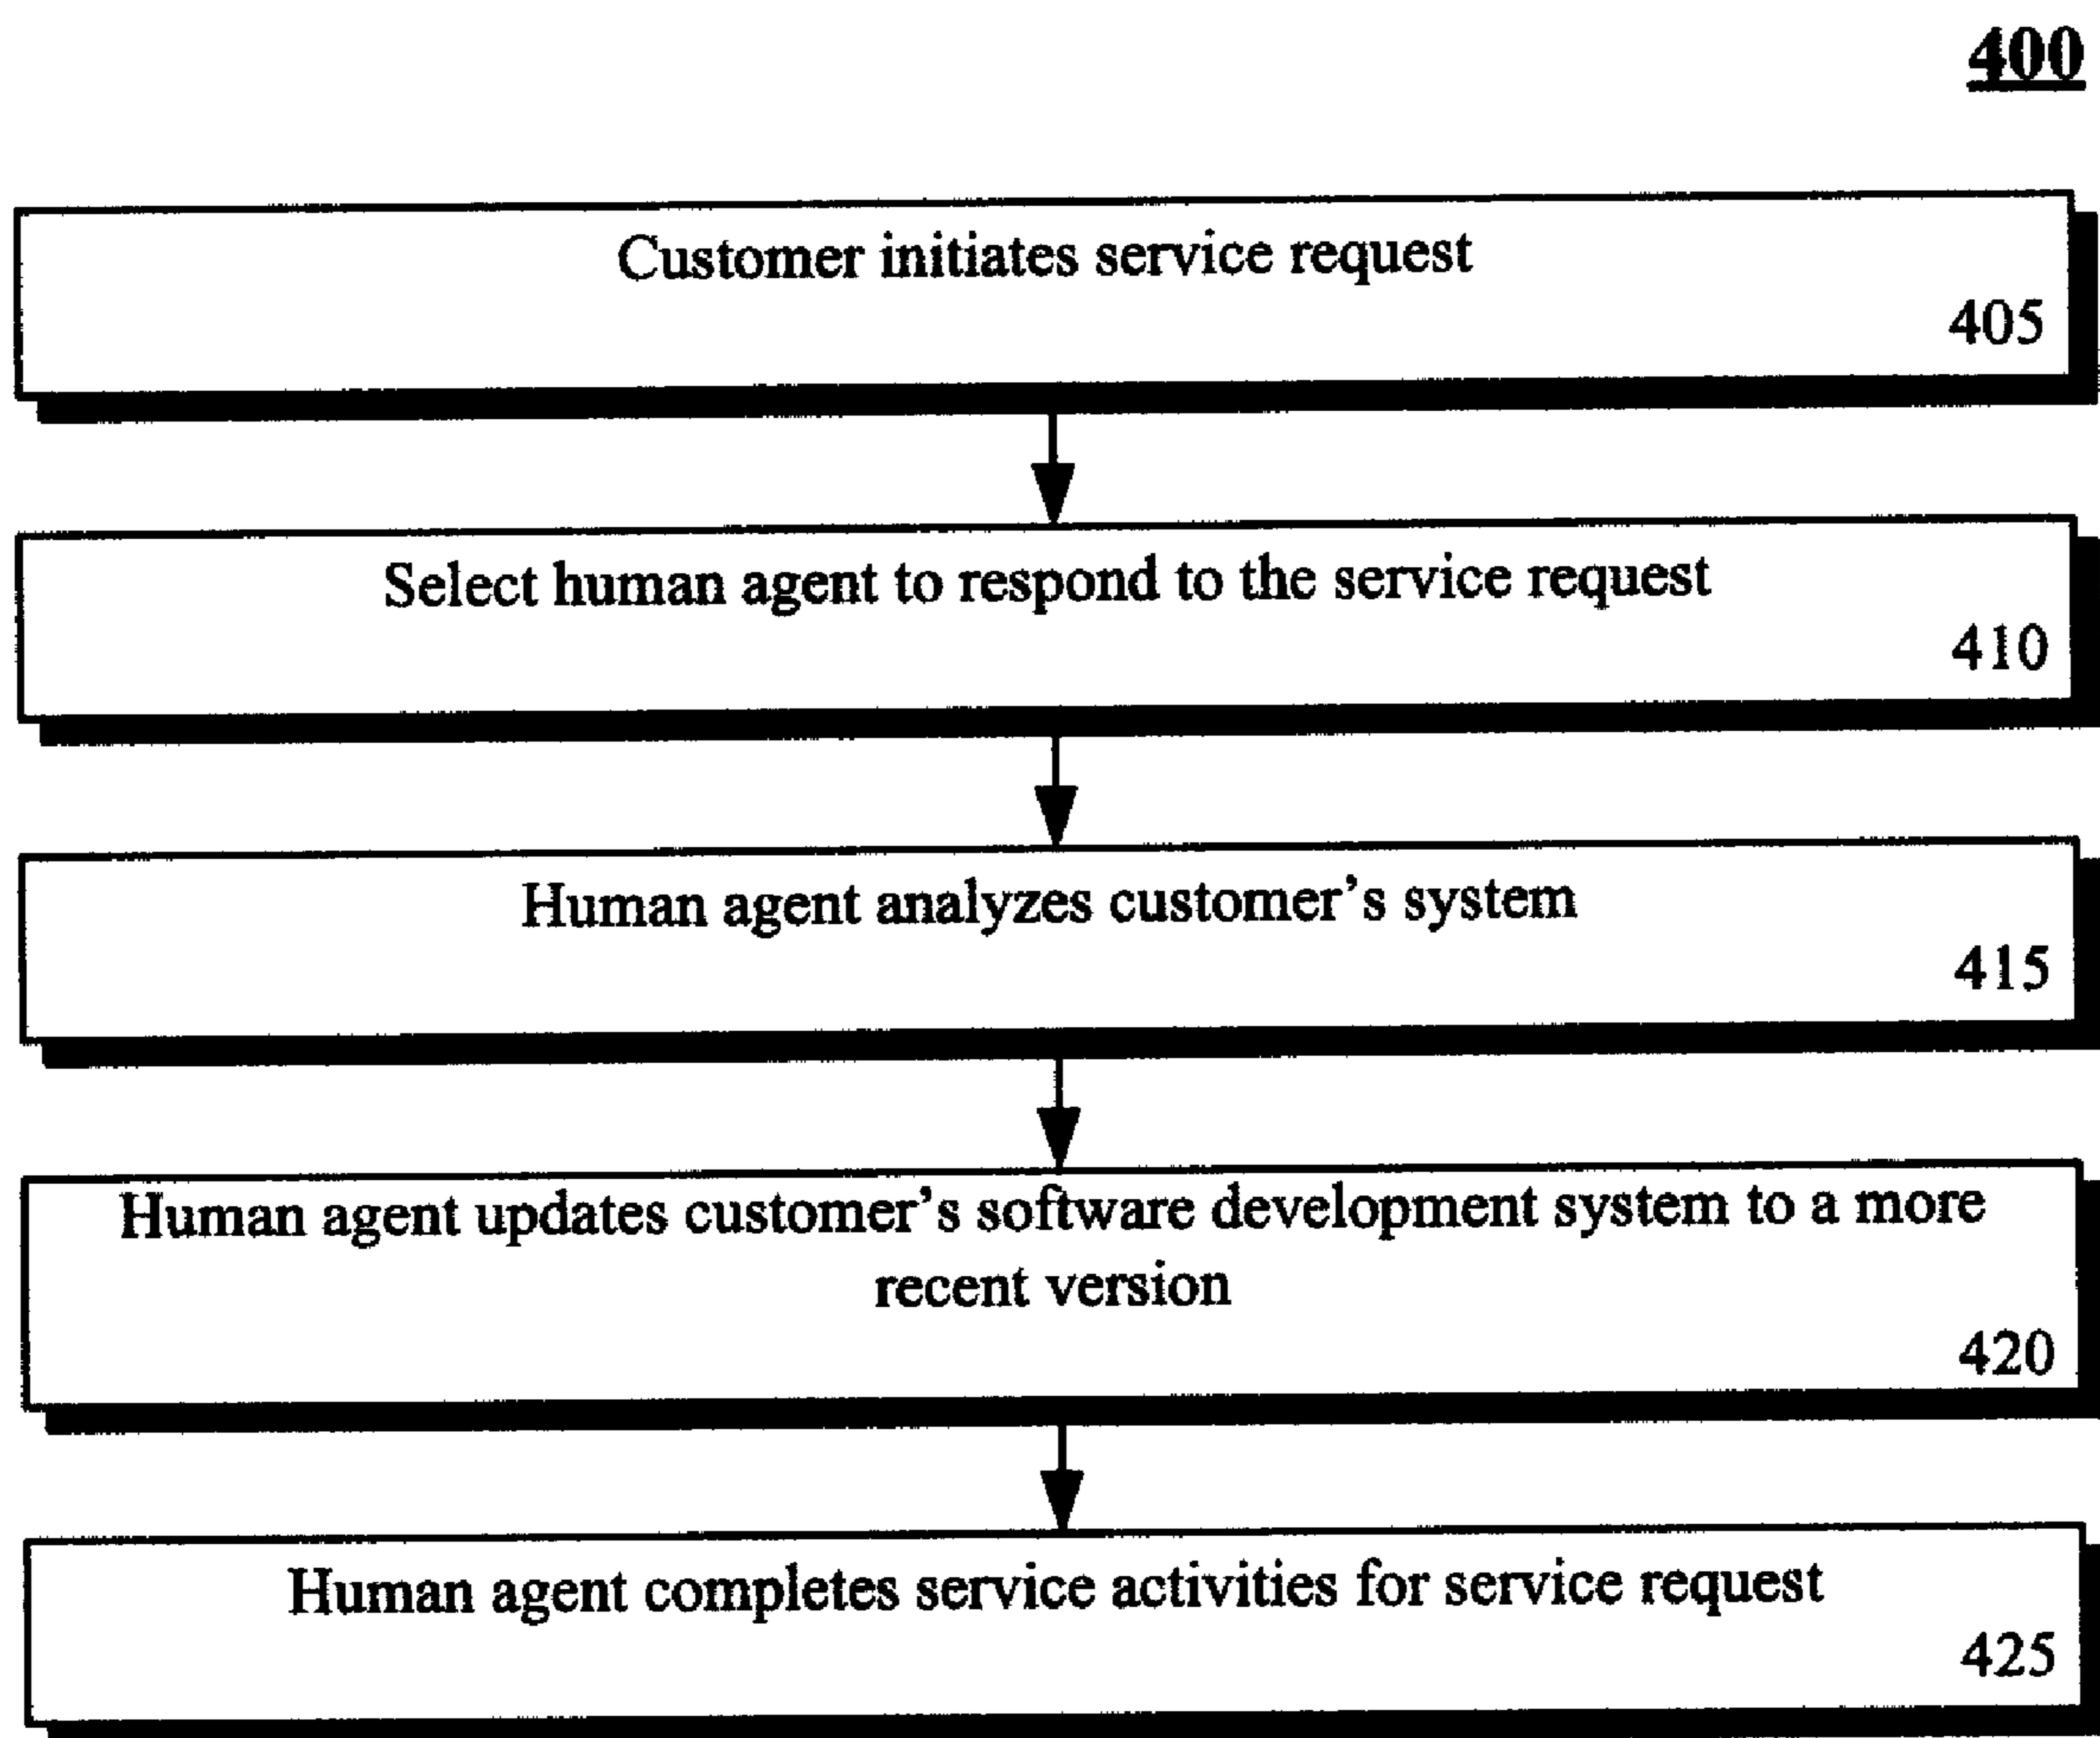 400
Customer initiates service request
405
Select human agent to respond to the service request
410
Human agent analyzes customer's system
415
Human agent updates customer's software development system to a more
recent version
420
Human agent completes service activities for service request
425